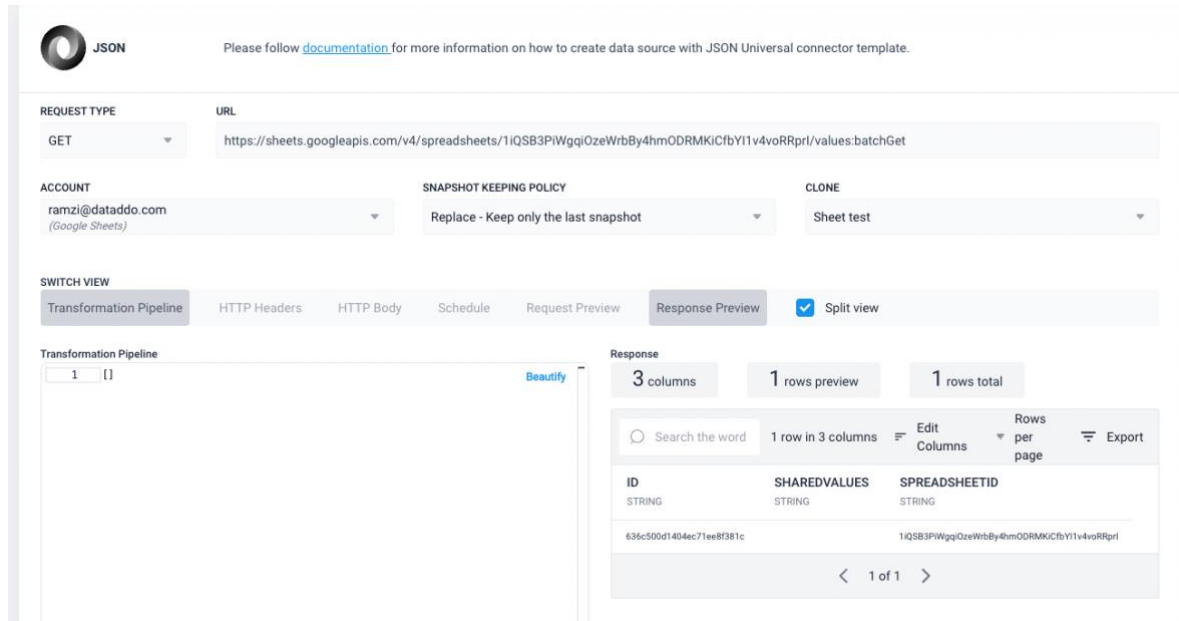 JSON
Please follow documentation for more information on how to create data source with JSON Universal connector template.
REQUEST TYPE
URL
GET
https://sheets.googleapis.com/v4/spreadsheets/1iQSB3PiWgqiOzeWrbBy4hmODRMKiCfbYI1v4voRRprI/values:batchGet
ACCOUNT
SNAPSHOT KEEPING POLICY
CLONE
ramzi@dataddo.com
(Google Sheets)
Replace - Keep only the last snapshot
Sheet test
SWITCH VIEW
Transformation Pipeline
HTTP Headers
HTTP Body
Schedule
Request Preview
Response Preview
Split view
Transformation Pipeline
1 []
Beautify
Response
3 columns
1 rows preview
1 rows total
Search the word
1 row in 3 columns
Edit
Columns
Rows
per
page
Export
ID
SHAREDVALUES
SPREADSHEETID
STRING
STRING
STRING
636c500d1404ec71ee8f381c
1iQSB3PiWgqiOzeWrbBy4hmODRMKiCfbYI1v4voRRprI
1 of 1